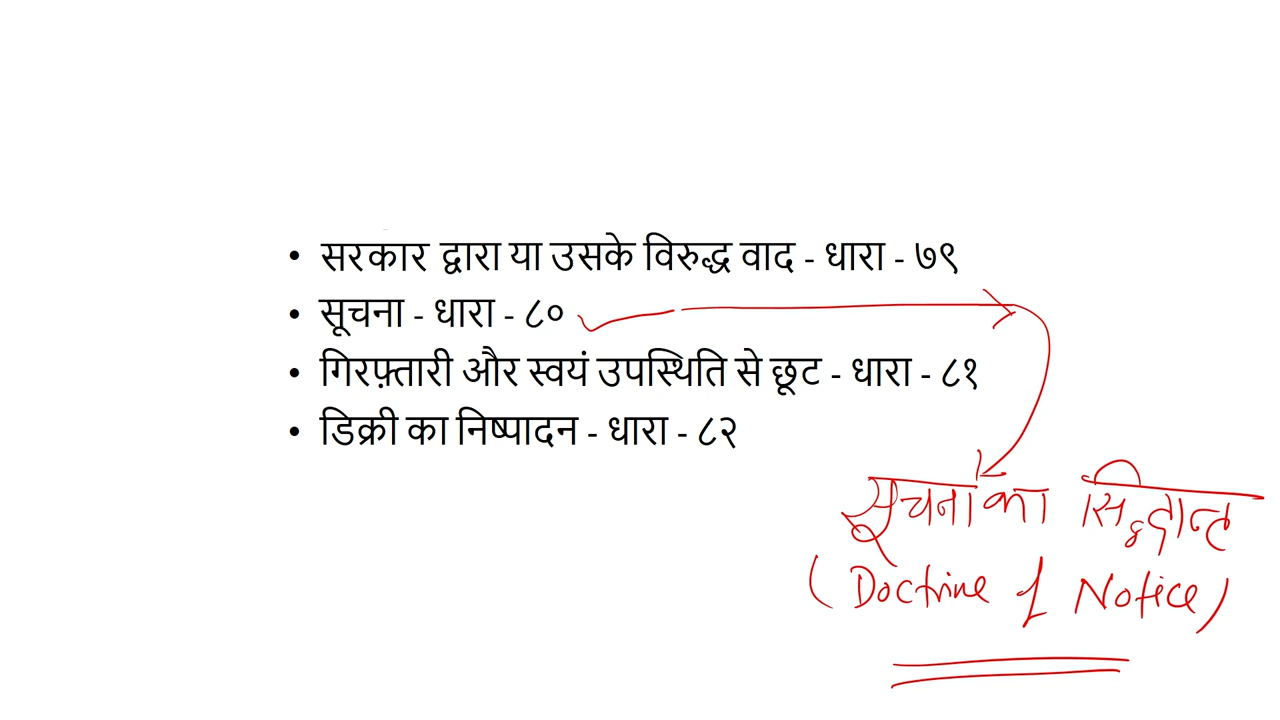 • सरकार द्वारा या उसके विरुद्ध वाद - धारा - ७९
• सूचना - धारा - ८०
• गिरफ़्तारी और स्वयं उपस्थिति से छूट - धारा - ८१
• डिक्री का निष्पादन - धारा - ८२
सूचना का सिद्धान्त
(Doctrine of Notice)